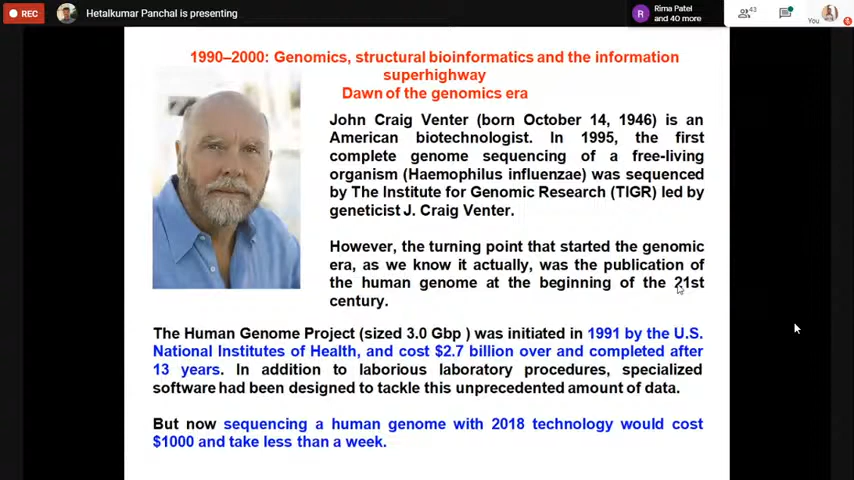 REC
Hetalkumar Panchal is presenting
R
Rima Patel
and 40 more
43
You
1990–2000: Genomics, structural bioinformatics and the information
superhighway
Dawn of the genomics era
John Craig Venter (born October 14, 1946) is an
American biotechnologist. In 1995, the first
complete genome sequencing of a free-living
organism (Haemophilus influenzae) was sequenced
by The Institute for Genomic Research (TIGR) led by
geneticist J. Craig Venter.
However, the turning point that started the genomic
era, as we know it actually, was the publication of
the human genome at the beginning of the 21st
century.
The Human Genome Project (sized 3.0 Gbp ) was initiated in 1991 by the U.S.
National Institutes of Health, and cost $2.7 billion over and completed after
13 years. In addition to laborious laboratory procedures, specialized
software had been designed to tackle this unprecedented amount of data.
But now sequencing a human genome with 2018 technology would cost
$1000 and take less than a week.